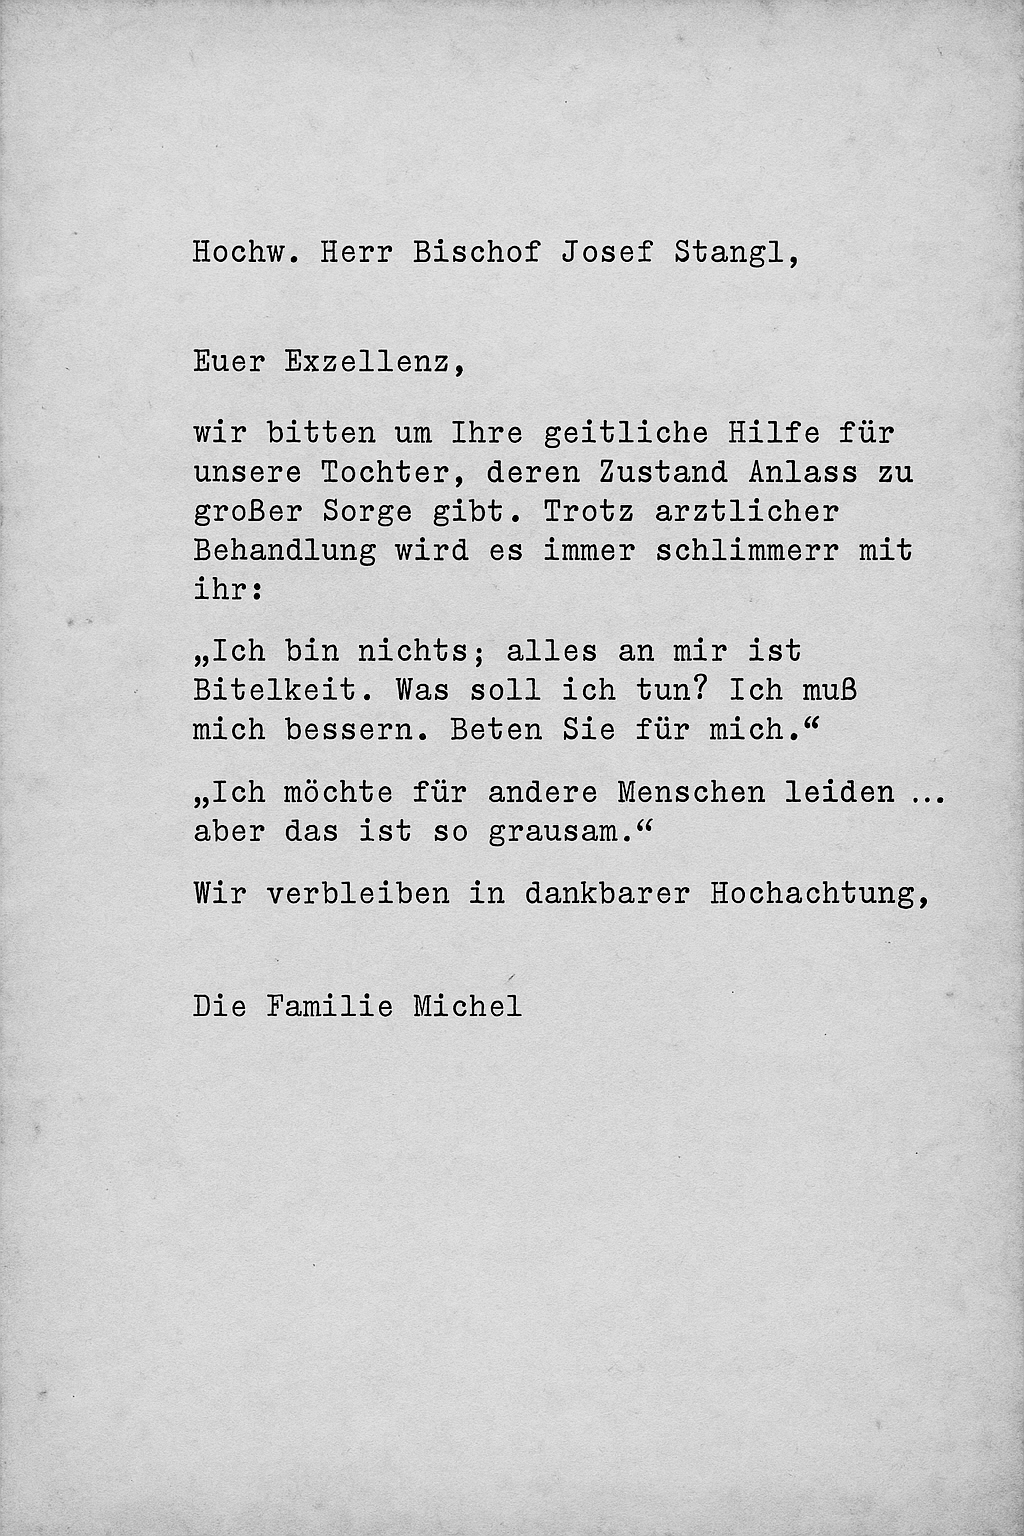 Hochw. Herr Bischof Josef Stangl,
Euer Exzellenz,
wir bitten um Ihre geitliche Hilfe für
unsere Tochter, deren Zustand Anlass zu
großer Sorge gibt. Trotz arztlicher
Behandlung wird es immer schlimmerr mit
ihr:
„Ich bin nichts; alles an mir ist
Bitelkeit. Was soll ich tun? Ich muß
mich bessern. Beten Sie für mich.“
„Ich möchte für andere Menschen leiden ...
aber das ist so grausam.“
Wir verbleiben in dankbarer Hochachtung,
Die Familie Michel